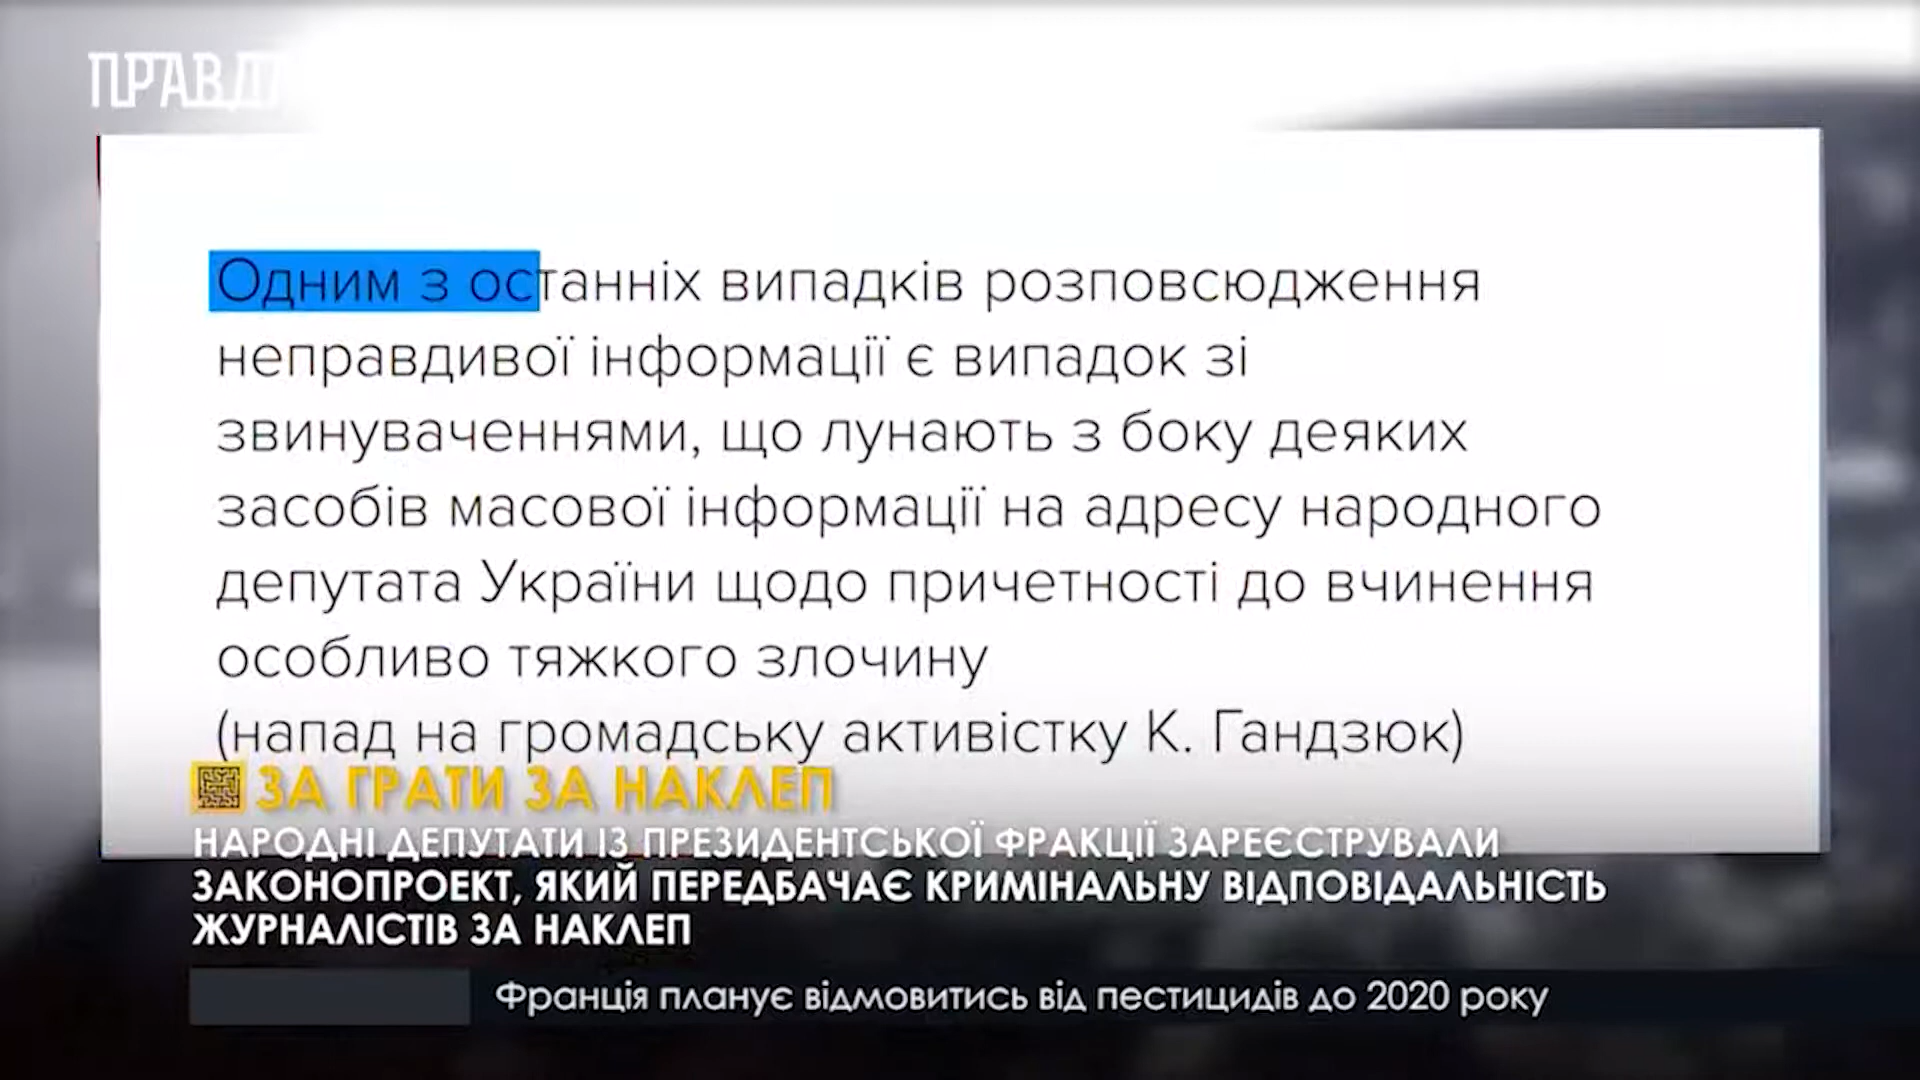 ПРАВДА
Одним з останніх випадків розповсюдження
неправдивої інформації є випадок зі
звинуваченнями, що лунають з боку деяких
засобів масової інформації на адресу народного
депутата України щодо причетності до вчинення
особливо тяжкого злочину
(напад на громадську активістку К. Гандзюк)
ЗА ГРАТИ ЗА НАКЛЕП
НАРОДНІ ДЕПУТАТИ ІЗ ПРЕЗИДЕНТСЬКОЇ ФРАКЦІЇ ЗАРЕЄСТРУВАЛИ
ЗАКОНОПРОЕКТ, ЯКИЙ ПЕРЕДБАЧАЄ КРИМІНАЛЬНУ ВІДПОВІДАЛЬНІСТЬ
ЖУРНАЛІСТІВ ЗА НАКЛЕП
Франція планує відмовитись від пестицидів до 2020 року